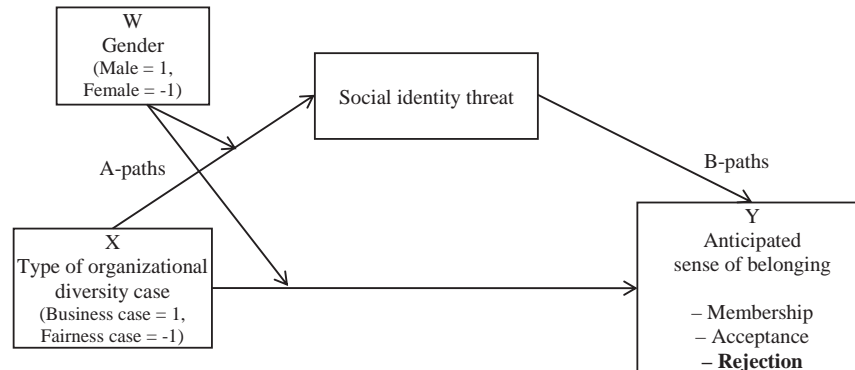 W
Gender
(Male = 1,
Female = -1)
Social identity threat
A-paths
B-paths
X
Type of organizational
diversity case
(Business case = 1,
Fairness case = -1)
Y
Anticipated
sense of belonging
– Membership
– Acceptance
– Rejection